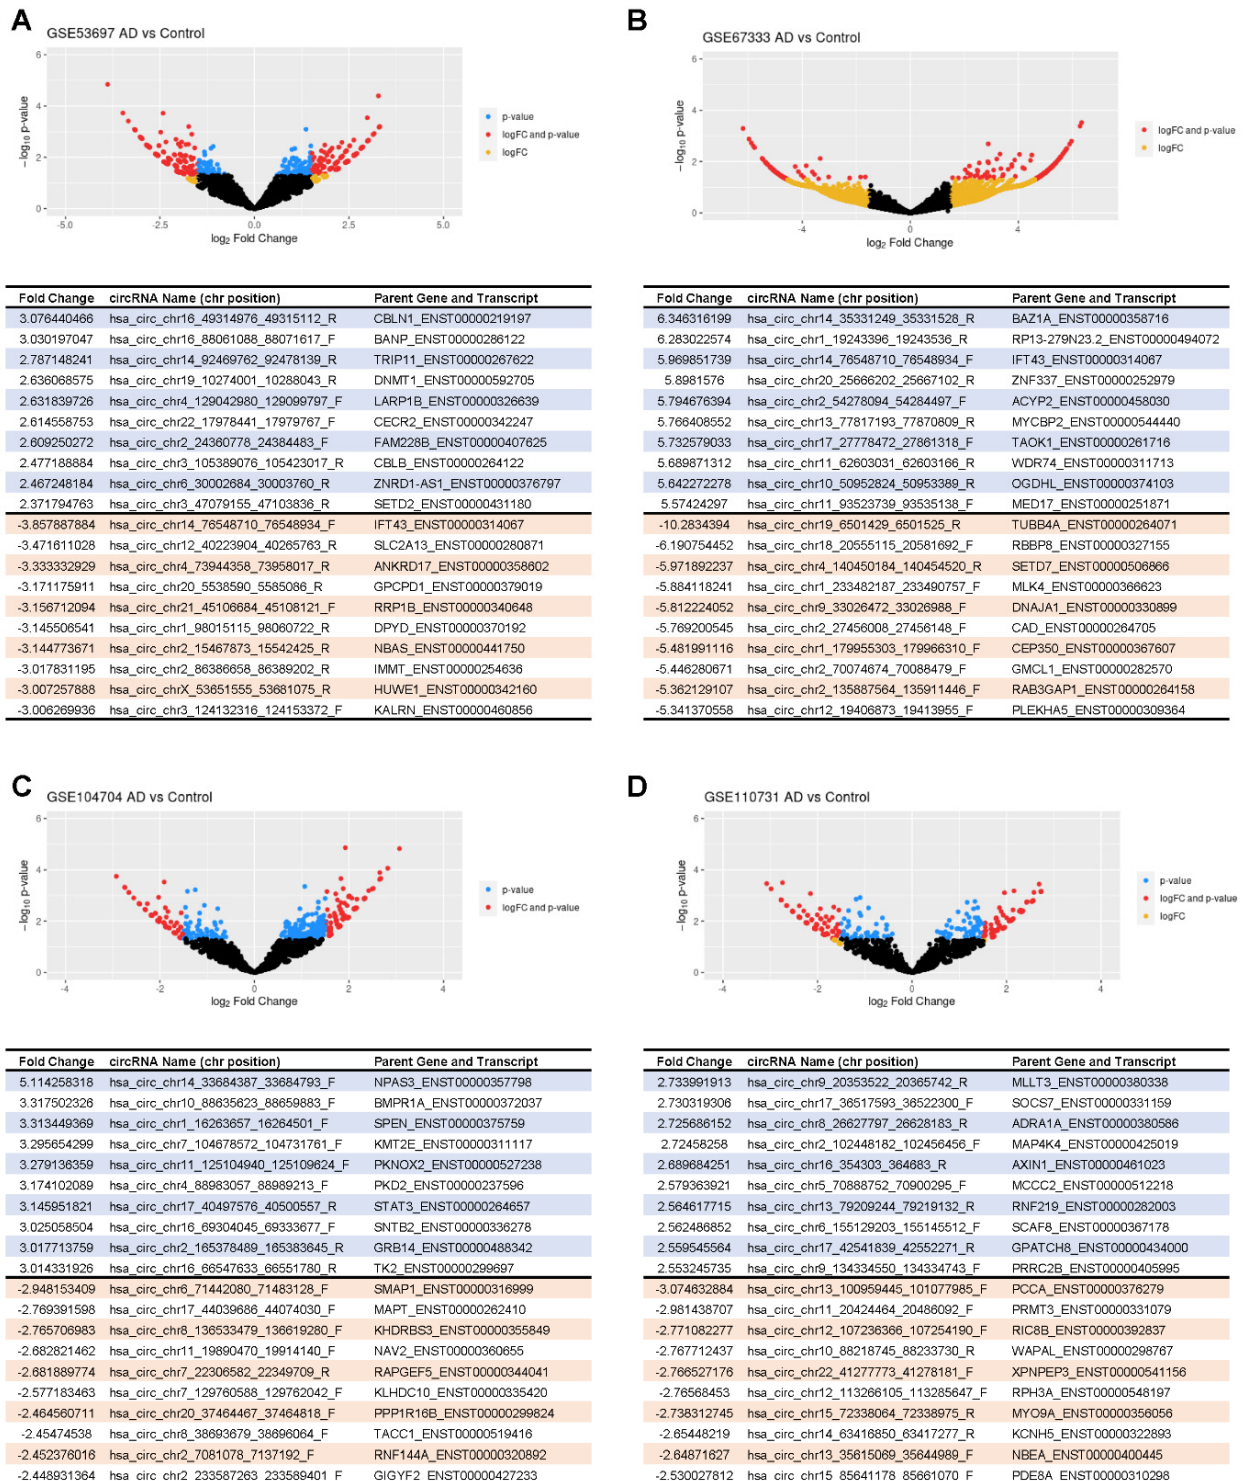 A
GSE53697 AD vs Control
6
4
2
0
−log10 p-value
-5.0 -2.5 0.0 2.5 5.0
log2 Fold Change
p-value
logFC and p-value
logFC
Fold Change circRNA Name (chr position) Parent Gene and Transcript
3.076440466 hsa_circ_chr16_49314976_49315112_R CBLN1_ENST00000219197
3.030197047 hsa_circ_chr16_88061088_88071617_F BANP_ENST00000286122
2.787148241 hsa_circ_chr14_92469762_92478139_R TRIP11_ENST00000267622
2.636068575 hsa_circ_chr19_10274001_10288043_R DNMT1_ENST00000592705
2.631839726 hsa_circ_chr4_129042980_129099797_F LARP1B_ENST00000326639
2.614558753 hsa_circ_chr22_17978441_17979767_F CECR2_ENST00000342247
2.609250272 hsa_circ_chr2_24360778_24384483_F FAM228B_ENST00000407625
2.477188884 hsa_circ_chr3_105389076_105423017_R CBLB_ENST00000264122
2.467248184 hsa_circ_chr6_30002684_30003760_R ZNRD1-AS1_ENST00000376797
2.371794763 hsa_circ_chr3_47079155_47103836_R SETD2_ENST00000431180
-3.857887884 hsa_circ_chr14_76548710_76548934_F IFT43_ENST00000314067
-3.471611028 hsa_circ_chr12_40223904_40265763_R SLC2A13_ENST00000280871
-3.333332929 hsa_circ_chr4_73944358_73958017_R ANKRD17_ENST00000358602
-3.171175911 hsa_circ_chr20_5538590_5585086_R GPCPD1_ENST00000379019
-3.156712094 hsa_circ_chr21_45106684_45108121_F RRP1B_ENST00000340648
-3.145506541 hsa_circ_chr1_98015115_98060722_R DPYD_ENST00000370192
-3.144773671 hsa_circ_chr2_15467873_15542425_R NBAS_ENST00000441750
-3.017831195 hsa_circ_chr2_86386658_86389202_R IMMT_ENST00000254636
-3.007257888 hsa_circ_chrX_53651555_53681075_R HUWE1_ENST00000342160
-3.006269936 hsa_circ_chr3_124132316_124153372_F KALRN_ENST00000460856
B
GSE67333 AD vs Control
6
4
2
0
−log10 p-value
-4 0 4
log2 Fold Change
logFC and p-value
logFC
Fold Change circRNA Name (chr position) Parent Gene and Transcript
6.346316199 hsa_circ_chr14_35331249_35331528_R BAZ1A_ENST00000358716
6.283022574 hsa_circ_chr1_19243396_19243536_R RP13-279N23.2_ENST00000494072
5.969851739 hsa_circ_chr14_76548710_76548934_F IFT43_ENST00000314067
5.8981576 hsa_circ_chr20_25666202_25667102_R ZNF337_ENST00000252979
5.794676394 hsa_circ_chr2_54278094_54284497_F ACYP2_ENST00000458030
5.766408552 hsa_circ_chr13_77817193_77870809_R MYCBP2_ENST00000544440
5.732579033 hsa_circ_chr17_27778472_27861318_F TAOK1_ENST00000261716
5.689871312 hsa_circ_chr11_62603031_62603166_R WDR74_ENST00000311713
5.642272278 hsa_circ_chr10_50952824_50953389_R OGDHL_ENST00000374103
5.57424297 hsa_circ_chr11_93523739_93535138_F MED17_ENST00000251871
-10.2834394 hsa_circ_chr19_6501429_6501525_R TUBB4A_ENST00000264071
-6.190754452 hsa_circ_chr18_20555115_20581692_F RBBP8_ENST00000327155
-5.971892237 hsa_circ_chr4_140450184_140454520_R SETD7_ENST00000506866
-5.884118241 hsa_circ_chr1_233482187_233490757_F MLK4_ENST00000366623
-5.812224052 hsa_circ_chr9_33026472_33026988_F DNAJA1_ENST00000330899
-5.769200545 hsa_circ_chr2_27456008_27456148_F CAD_ENST00000264705
-5.481991116 hsa_circ_chr1_179955303_179966310_F CEP350_ENST00000367607
-5.446280671 hsa_circ_chr2_70074674_70088479_F GMCL1_ENST00000282570
-5.362129107 hsa_circ_chr2_135887564_135911446_F RAB3GAP1_ENST00000264158
-5.341370558 hsa_circ_chr12_19406873_19413955_F PLEKHA5_ENST00000309364
C
GSE104704 AD vs Control
6
4
2
0
−log10 p-value
-4 -2 0 2 4
log2 Fold Change
p-value
logFC and p-value
Fold Change circRNA Name (chr position) Parent Gene and Transcript
5.114258318 hsa_circ_chr14_33684387_33684793_F NPAS3_ENST00000357798
3.317502326 hsa_circ_chr10_88635623_88659883_F BMPR1A_ENST00000372037
3.313449369 hsa_circ_chr1_16263657_16264501_F SPEN_ENST00000375759
3.295654299 hsa_circ_chr7_104678572_104731761_F KMT2E_ENST00000311117
3.279136359 hsa_circ_chr11_125104940_125109624_F PKNOX2_ENST00000527238
3.174102089 hsa_circ_chr4_88983057_88989213_F PKD2_ENST00000237596
3.145951821 hsa_circ_chr17_40497576_40500557_R STAT3_ENST00000264657
3.025058504 hsa_circ_chr16_69304045_69333677_F SNTB2_ENST00000336278
3.017713759 hsa_circ_chr2_165378489_165383645_R GRB14_ENST00000488342
3.014331926 hsa_circ_chr16_66547633_66551780_R TK2_ENST00000299697
-2.948153409 hsa_circ_chr6_71442080_71483128_F SMAP1_ENST00000316999
-2.769391598 hsa_circ_chr17_44039686_44074030_F MAPT_ENST00000262410
-2.765706983 hsa_circ_chr8_136533479_136619280_F KHDRBS3_ENST00000355849
-2.682821462 hsa_circ_chr11_19890470_19914140_F NAV2_ENST00000360655
-2.681889774 hsa_circ_chr7_22306582_22349709_R RAPGEF5_ENST00000344041
-2.577183463 hsa_circ_chr7_129760588_129762042_F KLHDC10_ENST00000335420
-2.464560711 hsa_circ_chr20_37464467_37464818_F PPP1R16B_ENST00000299824
-2.45474538 hsa_circ_chr8_38693679_38696064_F TACC1_ENST00000519416
-2.452376016 hsa_circ_chr2_7081078_7137192_F RNF144A_ENST00000320892
-2.448931364 hsa_circ_chr2_233587263_233589401_F GIGYF2_ENST00000427233
D
GSE110731 AD vs Control
6
4
2
0
−log10 p-value
-4 -2 0 2 4
log2 Fold Change
p-value
logFC and p-value
logFC
Fold Change circRNA Name (chr position) Parent Gene and Transcript
2.733991913 hsa_circ_chr9_20353522_20365742_R MLLT3_ENST00000380338
2.730319306 hsa_circ_chr17_36517593_36522300_F SOCS7_ENST00000331159
2.725686152 hsa_circ_chr8_26627797_26628183_R ADRA1A_ENST00000380586
2.72458258 hsa_circ_chr2_102448182_102456456_F MAP4K4_ENST00000425019
2.689684251 hsa_circ_chr16_354303_364683_R AXIN1_ENST00000461023
2.579363921 hsa_circ_chr5_70888752_70900295_F MCCC2_ENST00000512218
2.564617715 hsa_circ_chr13_79209244_79219132_R RNF219_ENST00000282003
2.562486852 hsa_circ_chr6_155129203_155145512_F SCAF8_ENST00000367178
2.559545564 hsa_circ_chr17_42541839_42552271_R GPATCH8_ENST00000434000
2.553245735 hsa_circ_chr9_134334550_134334743_F PRRC2B_ENST00000405995
-3.074632884 hsa_circ_chr13_100959445_101077985_F PCCA_ENST00000376279
-2.981438707 hsa_circ_chr11_20424464_20486092_F PRMT3_ENST00000331079
-2.771082277 hsa_circ_chr12_107236366_107254190_F RIC8B_ENST00000392837
-2.767712437 hsa_circ_chr10_88218745_88233730_R WAPAL_ENST00000298767
-2.766527176 hsa_circ_chr22_41277773_41278181_F XPNPEP3_ENST00000541156
-2.76568453 hsa_circ_chr12_113266105_113285647_F RPH3A_ENST00000548197
-2.738312745 hsa_circ_chr15_72338064_72338975_R MYO9A_ENST00000356056
-2.65448219 hsa_circ_chr14_63416850_63417277_R KCNH5_ENST00000322893
-2.64871627 hsa_circ_chr13_35615069_35644989_F NBEA_ENST00000400445
-2.530027812 hsa_circ_chr15_85641178_85661070_F PDE8A_ENST00000310298